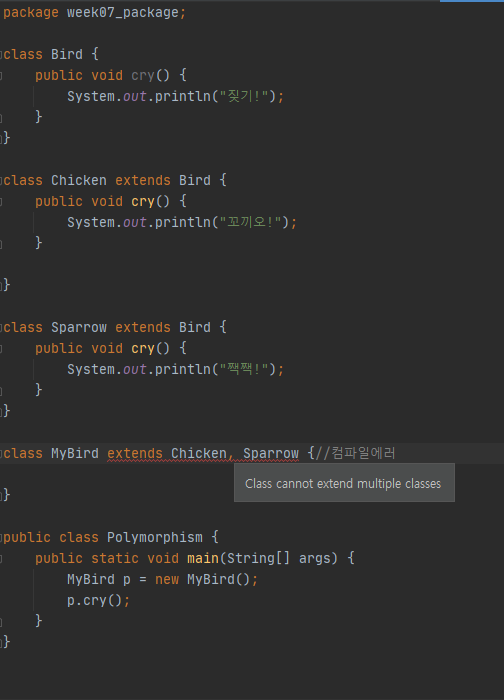 package week07_package;
class Bird {
public void cry() {
System.out.println("짖기!");
}
}
class Chicken extends Bird {
public void cry() {
System.out.println("꼬끼오!");
}
}
class Sparrow extends Bird {
public void cry() {
System.out.println("짹짹!");
}
}
class MyBird extends Chicken, Sparrow {//컴파일에러
Class cannot extend multiple classes
}
public class Polymorphism {
public static void main(String[] args) {
MyBird p = new MyBird();
p.cry();
}
}